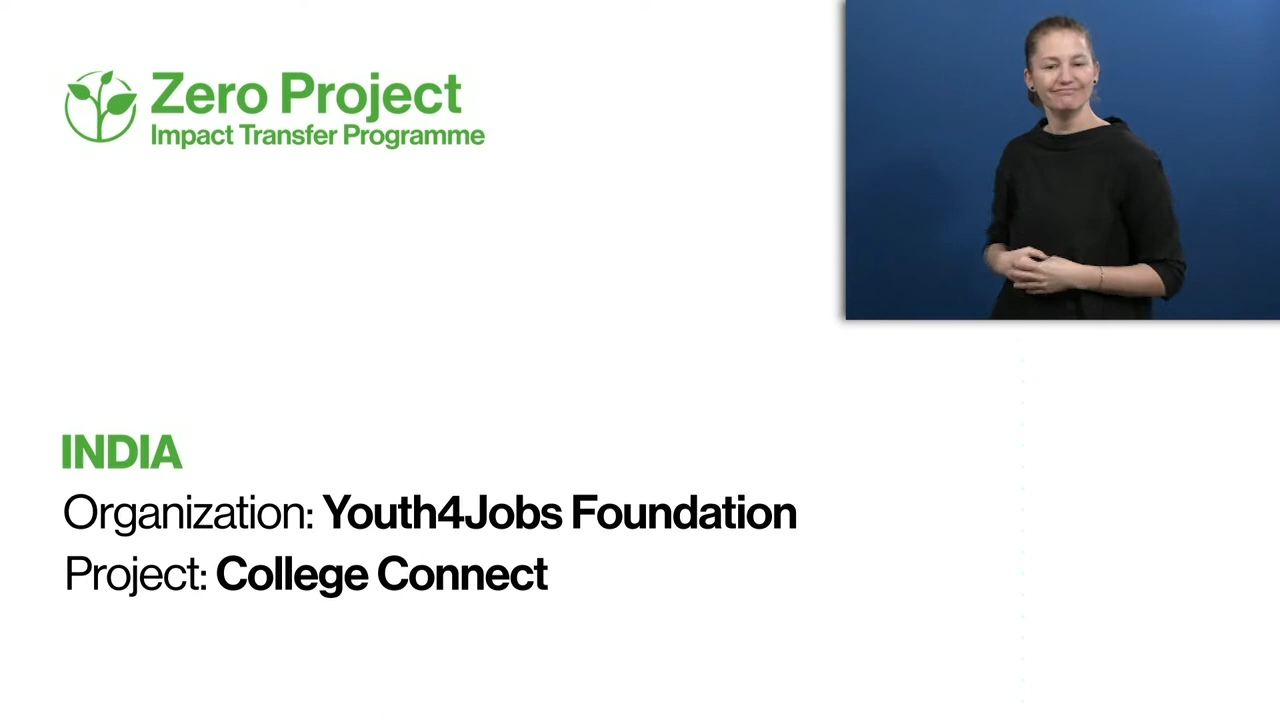 Zero Project
Impact Transfer Programme
INDIA
Organization: Youth4Jobs Foundation
Project: College Connect